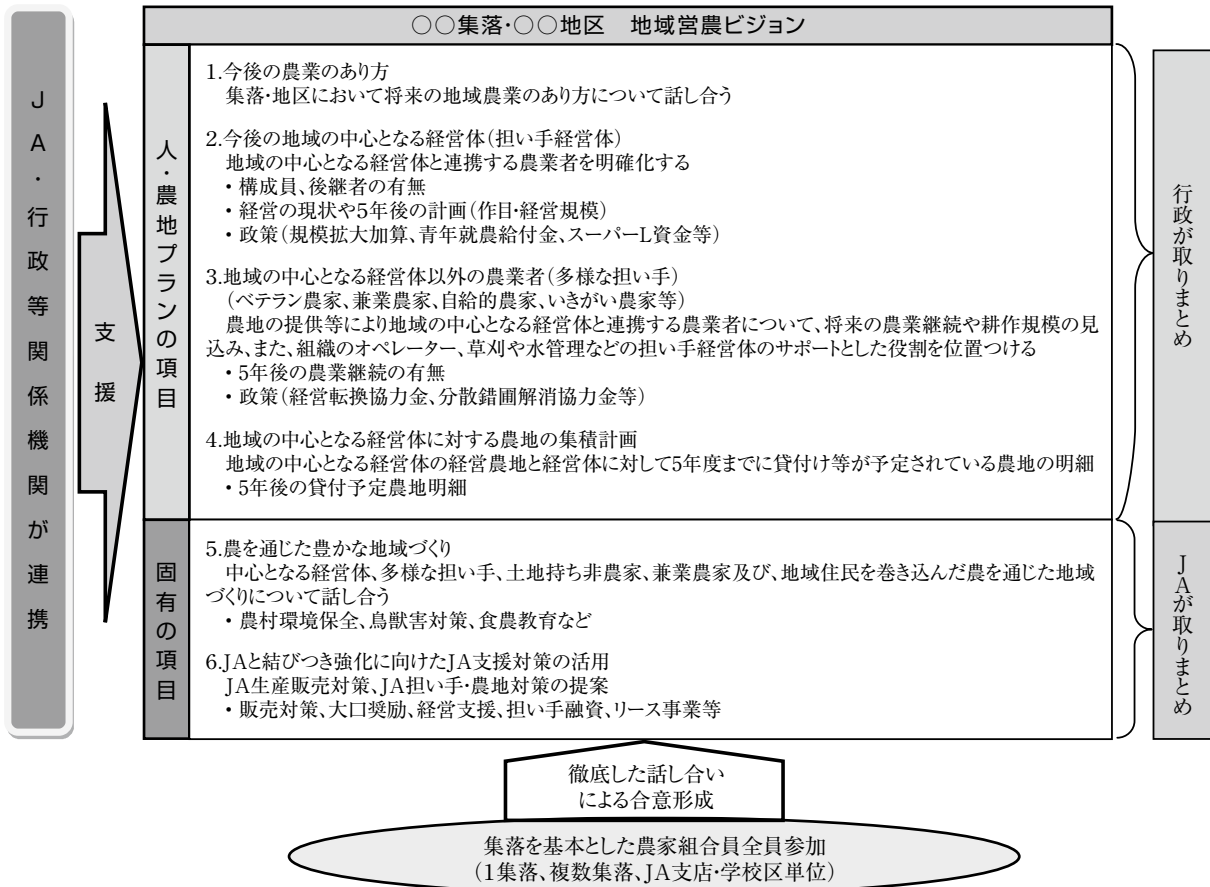 ○○集落・○○地区　地域営農ビジョン
JA・行政等関係機関が連携
支援
人・農地プランの項目
1.今後の農業のあり方
集落・地区において将来の地域農業のあり方について話し合う
2.今後の地域の中心となる経営体(担い手経営体)
地域の中心となる経営体と連携する農業者を明確化する
・構成員、後継者の有無
・経営の現状や5年後の計画(作目・経営規模)
・政策(規模拡大加算、青年就農給付金、スーパーL資金等)
3.地域の中心となる経営体以外の農業者(多様な担い手)
(ベテラン農家、兼業農家、自給的農家、いきがい農家等)
農地の提供等により地域の中心となる経営体と連携する農業者について、将来の農業継続や耕作規模の見
込み、また、組織のオペレーター、草刈や水管理などの担い手経営体のサポートとした役割を位置つける
・5年後の農業継続の有無
・政策(経営転換協力金、分散錯圃解消協力金等)
4.地域の中心となる経営体に対する農地の集積計画
地域の中心となる経営体の経営農地と経営体に対して5年度までに貸付け等が予定されている農地の明細
・5年後の貸付予定農地明細
行政が取りまとめ
固有の項目
5.農を通じた豊かな地域づくり
中心となる経営体、多様な担い手、土地持ち非農家、兼業農家及び、地域住民を巻き込んだ農を通じた地域
づくりについて話し合う
・農村環境保全、鳥獣害対策、食農教育など
6.JAと結びつき強化に向けたJA支援対策の活用
JA生産販売対策、JA担い手・農地対策の提案
・販売対策、大口奨励、経営支援、担い手融資、リース事業等
JAが取りまとめ
徹底した話し合い
による合意形成
集落を基本とした農家組合員全員参加
(1集落、複数集落、JA支店・学校区単位)